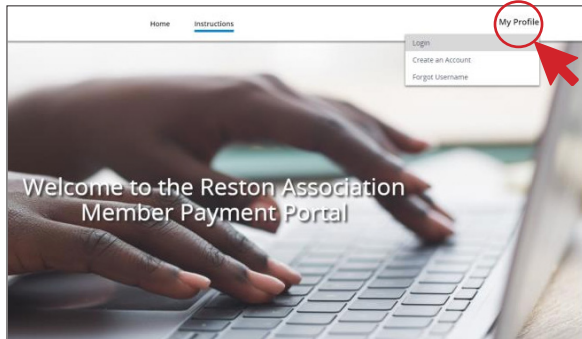 Home Instructions My Profile
Login
Create an Account
Forgot Username
Welcome to the Reston Association
Member Payment Portal